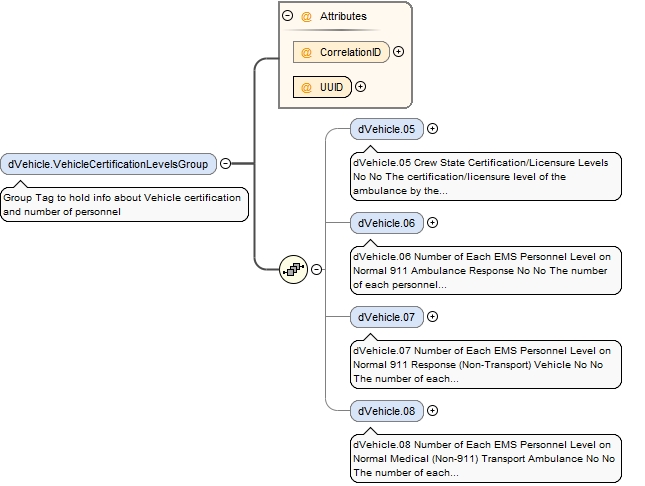 Attributes
CorrelationID
UUID
dVehicle.VehicleCertificationLevelsGroup
Group Tag to hold info about Vehicle certification
and number of personnel
dVehicle.05
dVehicle.05 Crew State Certification/Licensure Levels
No No The certification/licensure level of the
ambulance by the...
dVehicle.06
dVehicle.06 Number of Each EMS Personnel Level on
Normal 911 Ambulance Response No No The number
of each personnel...
dVehicle.07
dVehicle.07 Number of Each EMS Personnel Level on
Normal 911 Response (Non-Transport) Vehicle No No
The number of each...
dVehicle.08
dVehicle.08 Number of Each EMS Personnel Level on
Normal Medical (Non-911) Transport Ambulance No No
The number of each...